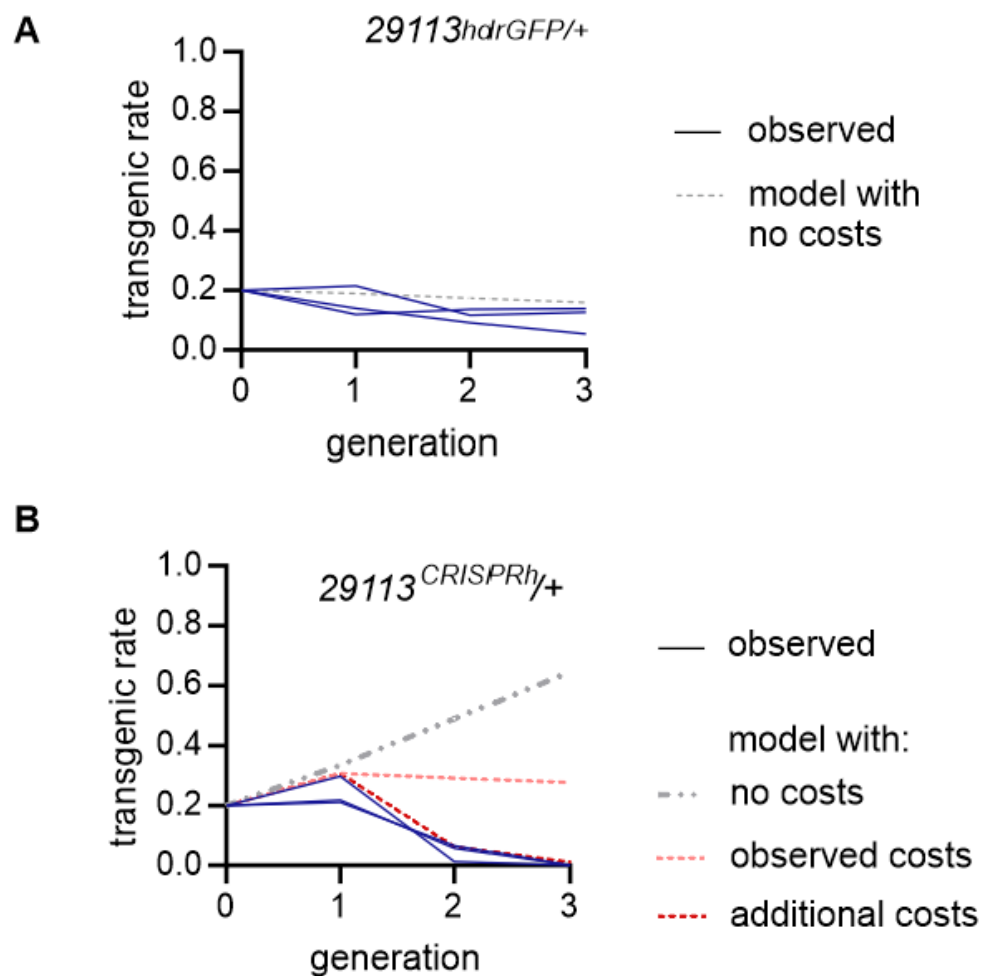 A
29113hdrGFP/+
transgenic rate
1.0
0.8
0.6
0.4
0.2
0.0
0 1 2 3
generation
observed
model with
no costs
B
29113CRISPRh/+
transgenic rate
1.0
0.8
0.6
0.4
0.2
0.0
0 1 2 3
generation
observed
model with:
no costs
observed costs
additional costs